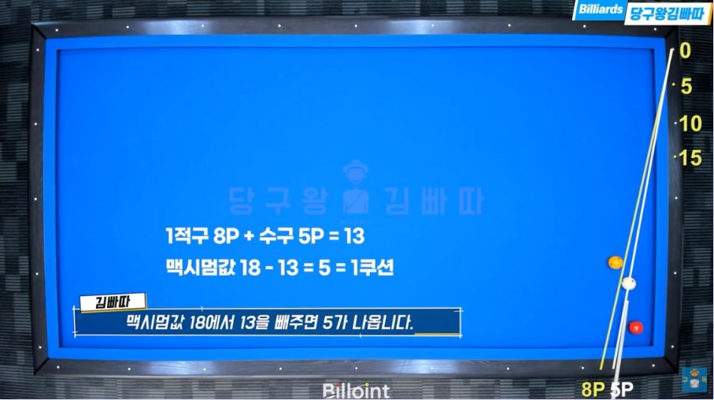 Billiards 당구왕김빠따
0
5
10
15
당구왕 김빠따
1적구 8P + 수구 5P = 13
맥시멈값 18 - 13 = 5 = 1쿠션
김빠따
맥시멈값 18에서 13을 빼주면 5가 나옵니다.
8P 5P
Billoint